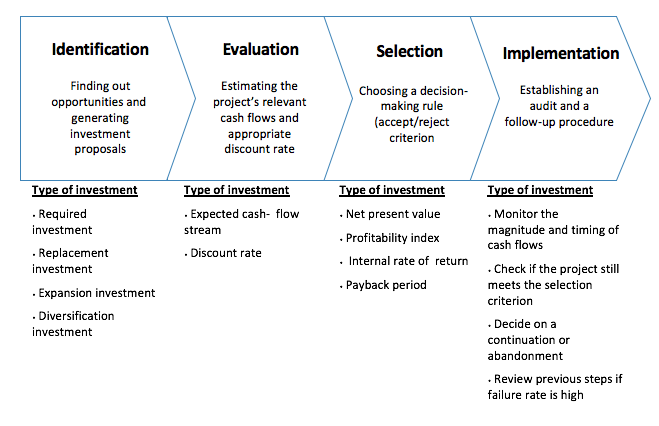 Identification
Finding out
opportunities and
generating
investment
proposals
Evaluation
Estimating the
project's relevant
cash flows and
appropriate
discount rate
Selection
Choosing a decision-
making rule
(accept/reject
criterion
Implementation
Establishing an
audit and a
follow-up procedure
Type of investment
• Required
investment
• Replacement
investment
• Expansion investment
• Diversification
investment
Type of investment
• Expected cash- flow
stream
• Discount rate
Type of investment
• Net present value
• Profitability index
• Internal rate of return
• Payback period
Type of investment
• Monitor the
magnitude and timing of
cash flows
• Check if the project still
meets the selection
criterion
• Decide on a
continuation or
abandonment
• Review previous steps if
failure rate is high